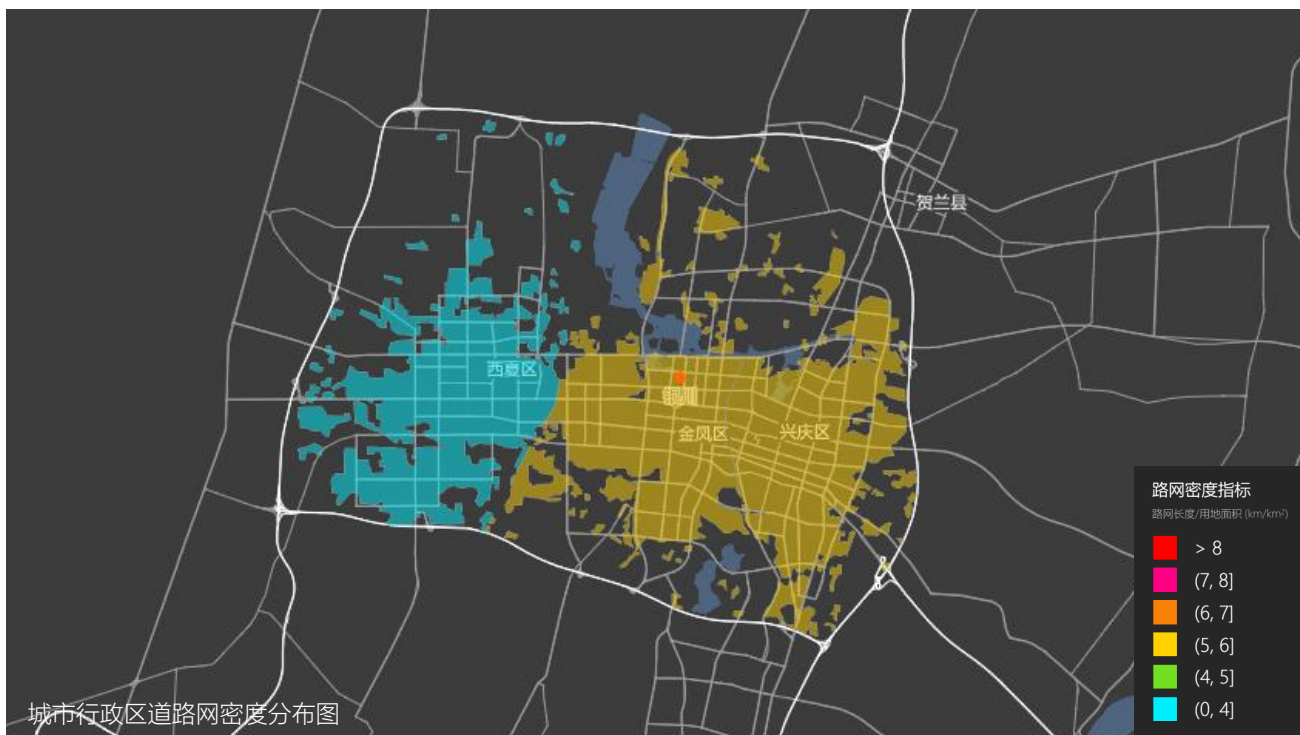 贺兰县
西夏区
银川
金凤区
兴庆区
路网密度指标
路网长度/用地面积 (km/km²)
> 8
(7, 8]
(6, 7]
(5, 6]
(4, 5]
(0, 4]
城市行政区道路网密度分布图